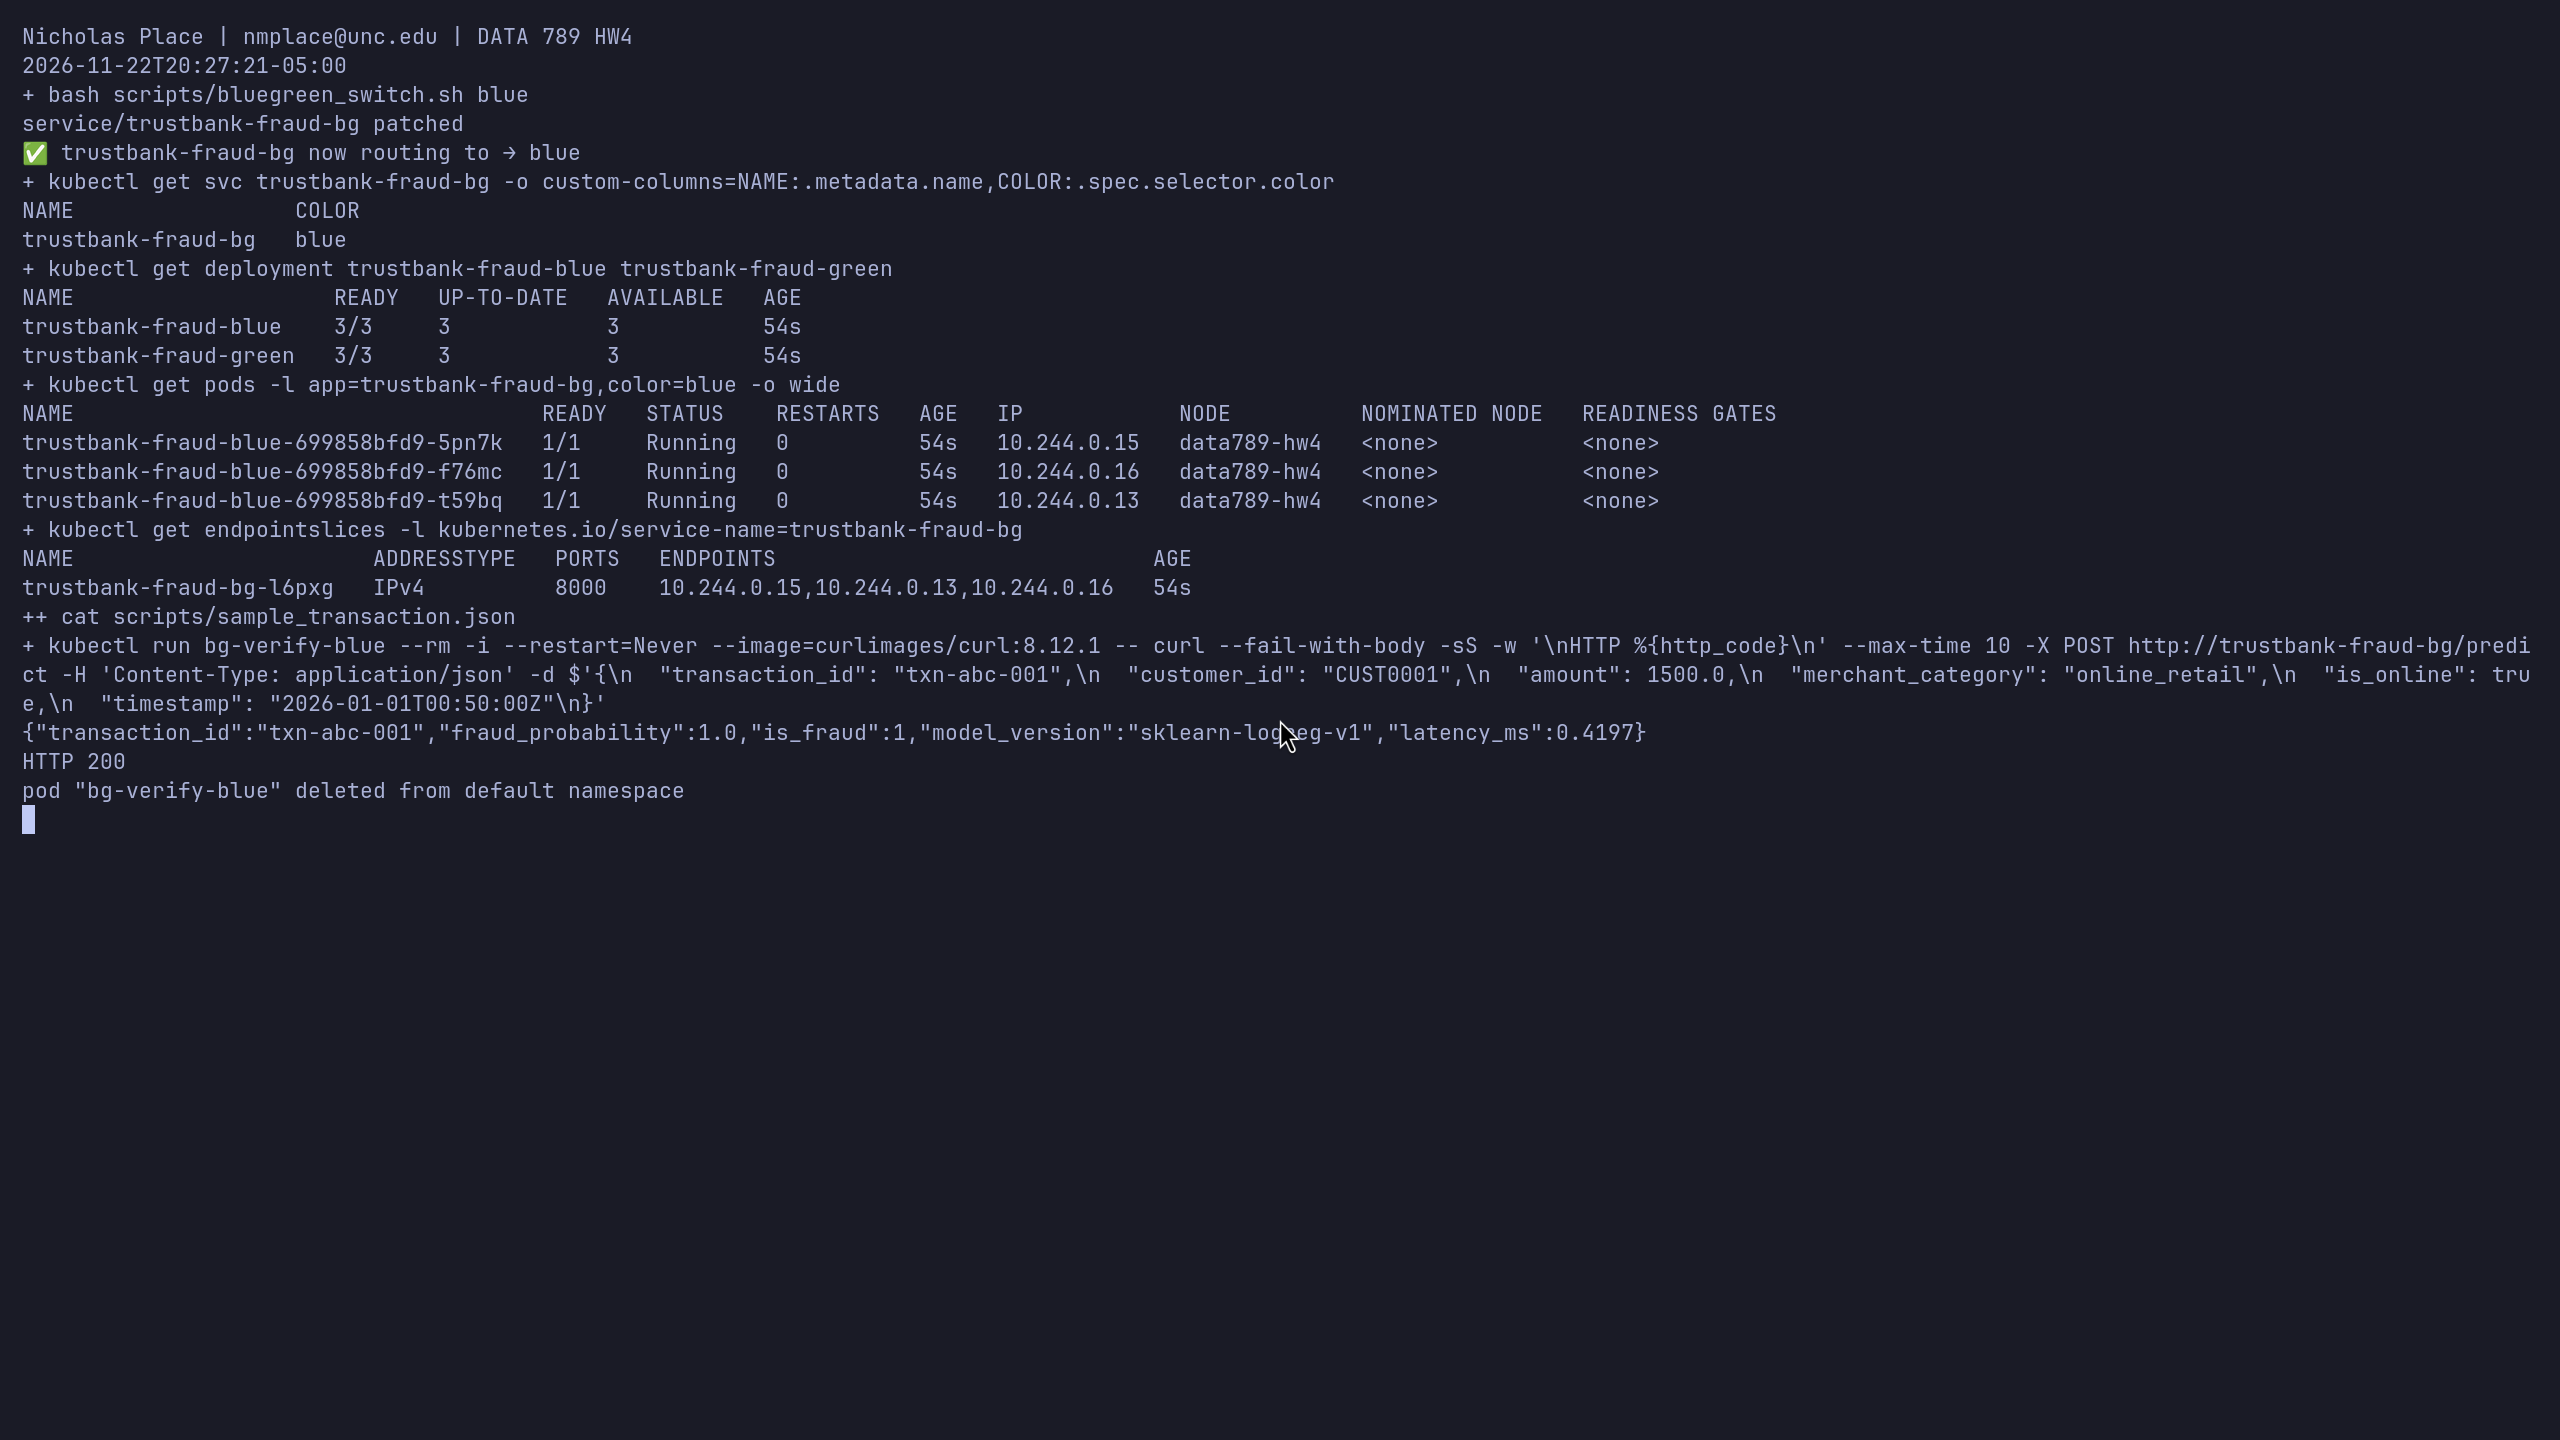 Nicholas Place | nmplace@unc.edu | DATA 789 HW4
2026-11-22T20:27:21-05:00
+ bash scripts/bluegreen_switch.sh blue
service/trustbank-fraud-bg patched
✅ trustbank-fraud-bg now routing to → blue
+ kubectl get svc trustbank-fraud-bg -o custom-columns=NAME:.metadata.name,COLOR:.spec.selector.color
NAME                 COLOR
trustbank-fraud-bg   blue
+ kubectl get deployment trustbank-fraud-blue trustbank-fraud-green
NAME                    READY   UP-TO-DATE   AVAILABLE   AGE
trustbank-fraud-blue    3/3     3            3           54s
trustbank-fraud-green   3/3     3            3           54s
+ kubectl get pods -l app=trustbank-fraud-bg,color=blue -o wide
NAME                                    READY   STATUS    RESTARTS   AGE   IP            NODE          NOMINATED NODE   READINESS GATES
trustbank-fraud-blue-699858bfd9-5pn7k   1/1     Running   0          54s   10.244.0.15   data789-hw4   <none>           <none>
trustbank-fraud-blue-699858bfd9-f76mc   1/1     Running   0          54s   10.244.0.16   data789-hw4   <none>           <none>
trustbank-fraud-blue-699858bfd9-t59bq   1/1     Running   0          54s   10.244.0.13   data789-hw4   <none>           <none>
+ kubectl get endpointslices -l kubernetes.io/service-name=trustbank-fraud-bg
NAME                       ADDRESSTYPE   PORTS   ENDPOINTS                             AGE
trustbank-fraud-bg-l6pxg   IPv4          8000    10.244.0.15,10.244.0.13,10.244.0.16   54s
++ cat scripts/sample_transaction.json
+ kubectl run bg-verify-blue --rm -i --restart=Never --image=curlimages/curl:8.12.1 -- curl --fail-with-body -sS -w '\nHTTP %{http_code}\n' --max-time 10 -X POST http://trustbank-fraud-bg/predi
ct -H 'Content-Type: application/json' -d $'{\n  "transaction_id": "txn-abc-001",\n  "customer_id": "CUST0001",\n  "amount": 1500.0,\n  "merchant_category": "online_retail",\n  "is_online": tru
e,\n  "timestamp": "2026-01-01T00:50:00Z"\n}'
{"transaction_id":"txn-abc-001","fraud_probability":1.0,"is_fraud":1,"model_version":"sklearn-logreg-v1","latency_ms":0.4197}
HTTP 200
pod "bg-verify-blue" deleted from default namespace